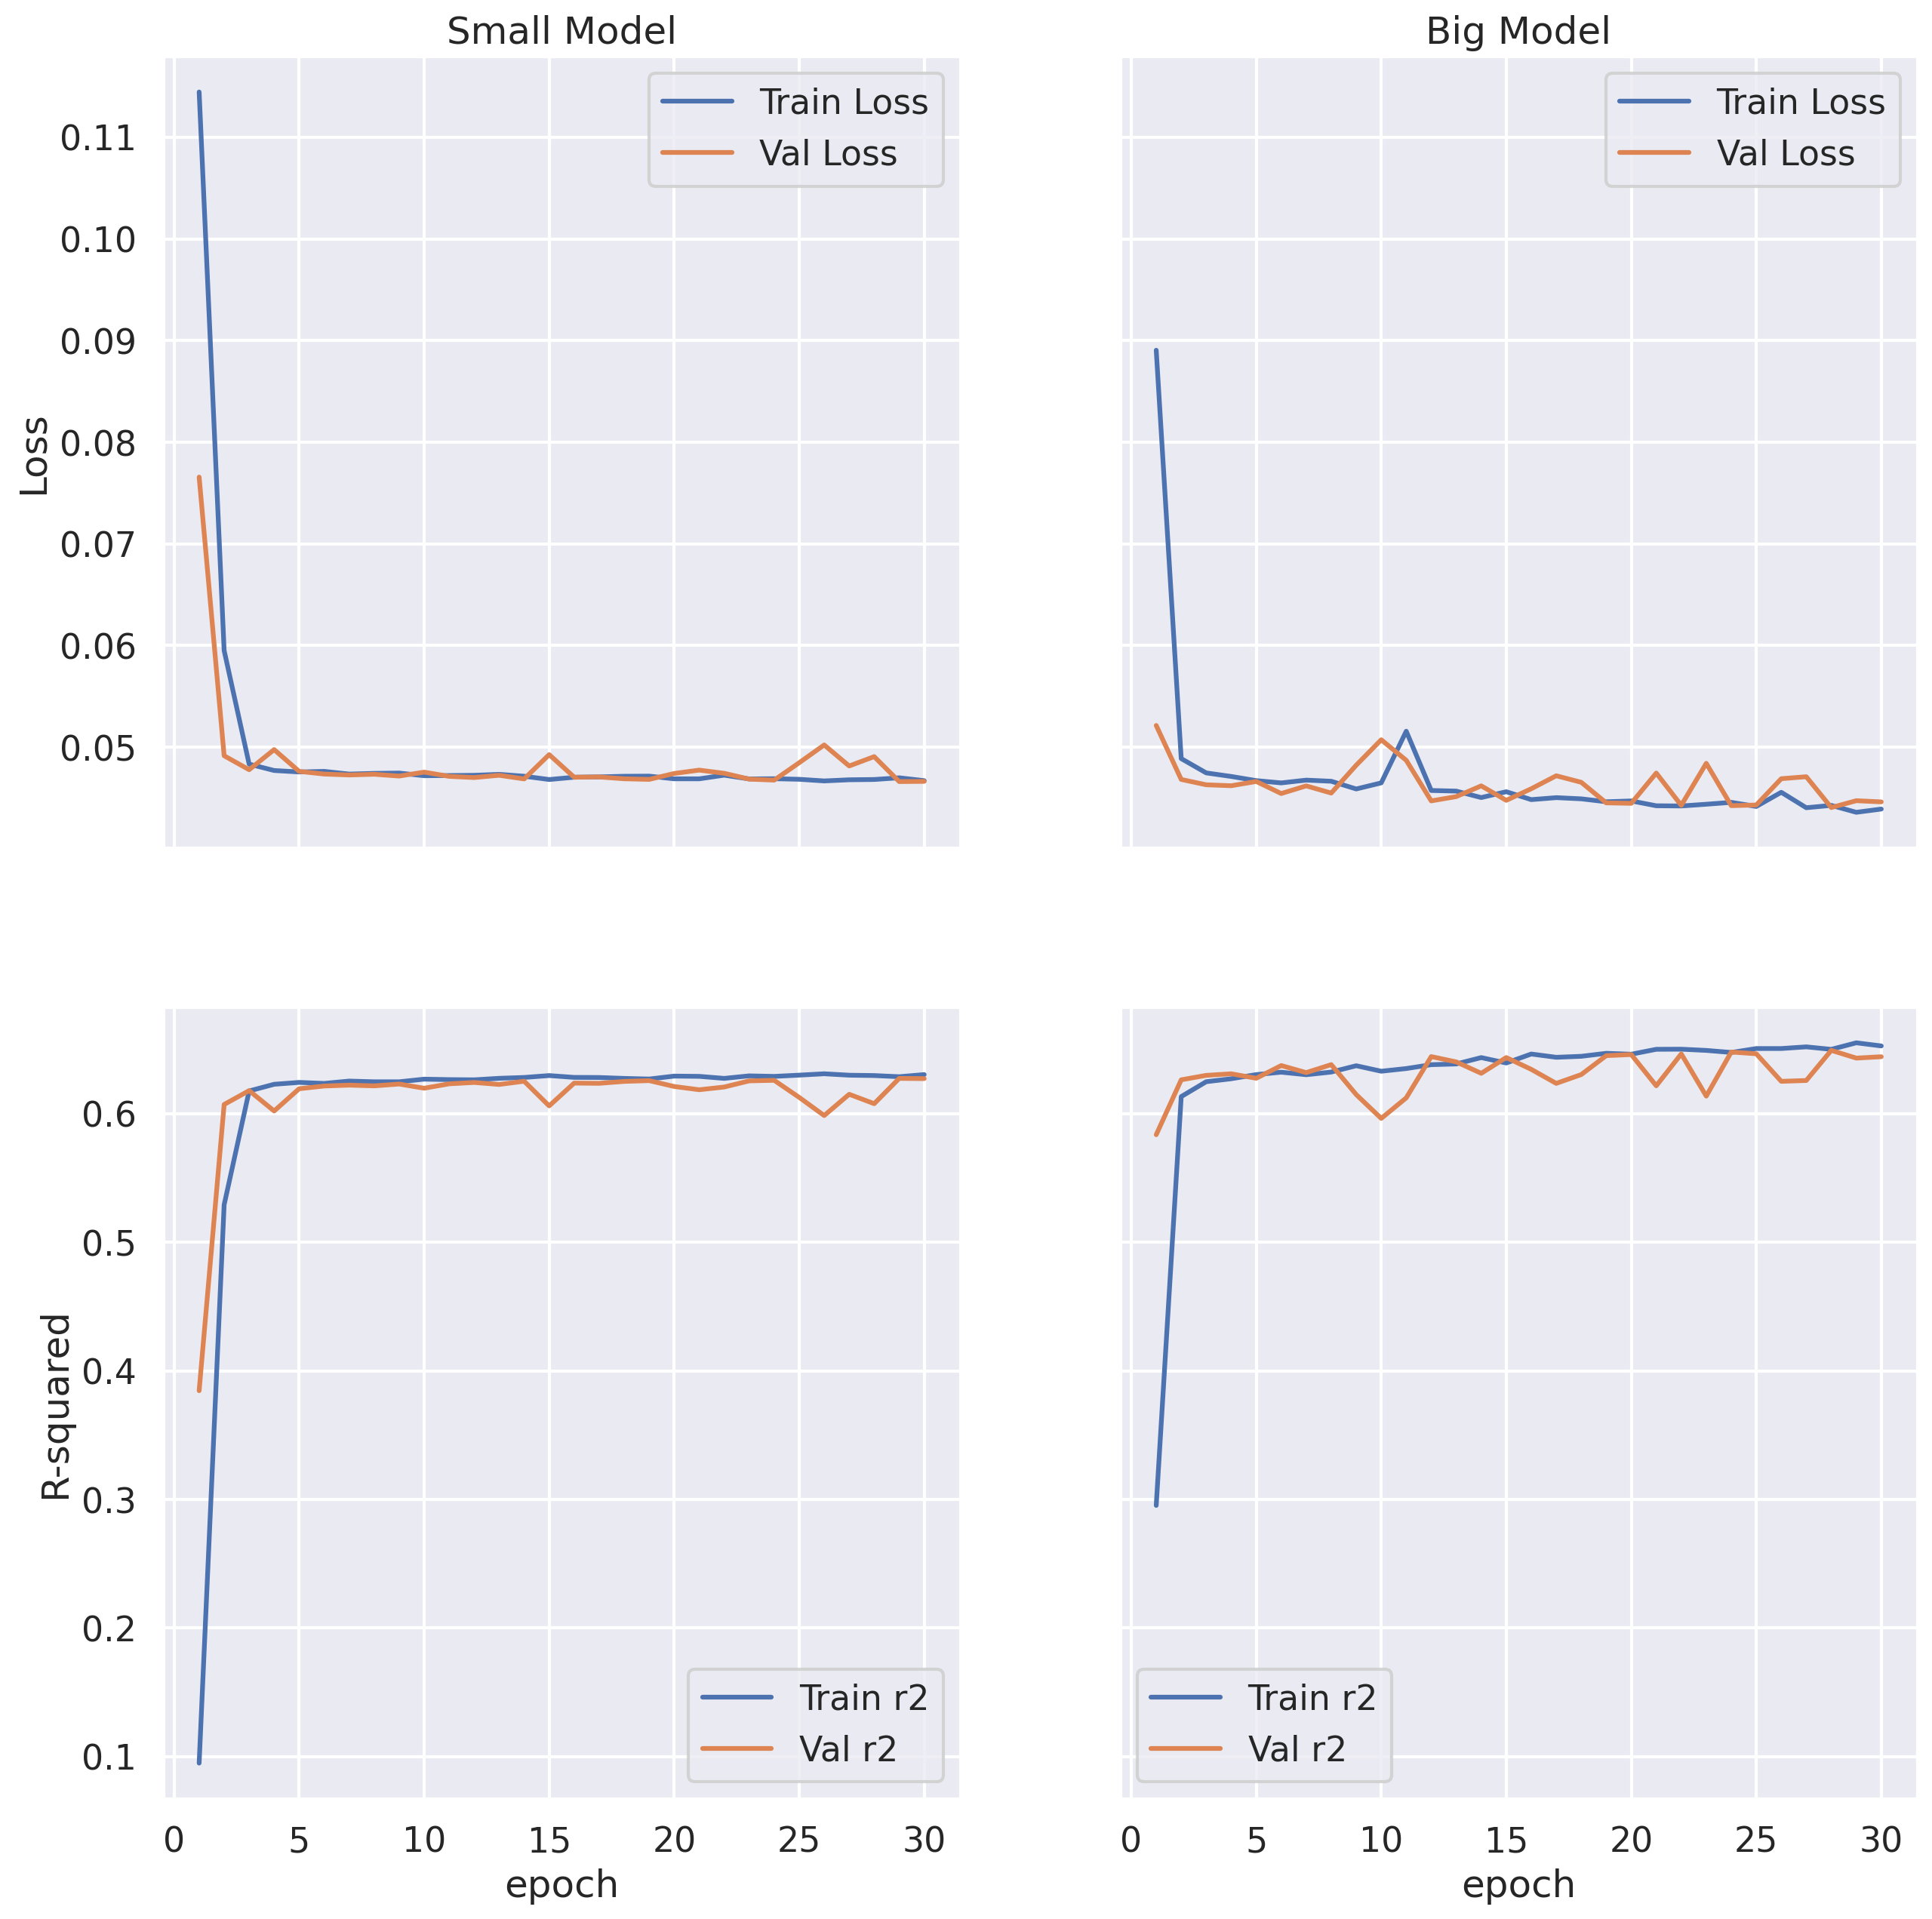 Small Model
Big Model
Train Loss
Val Loss
Train Loss
Val Loss
0.11
0.10
0.09
0.08
0.07
0.06
0.05
Loss
0.6
0.5
0.4
0.3
0.2
0.1
R-squared
Train r2
Val r2
Train r2
Val r2
0 5 10 15 20 25 30
0 5 10 15 20 25 30
epoch
epoch